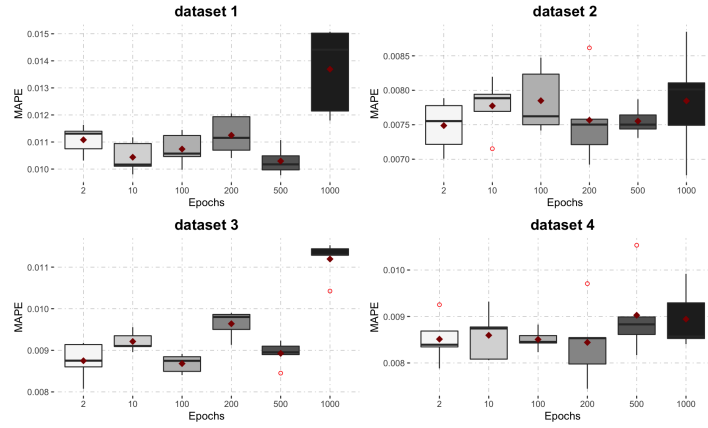 dataset 1
MAPE
0.015
0.014
0.013
0.012
0.011
0.010
2 10 100 200 500 1000
Epochs
dataset 2
MAPE
0.0085
0.0080
0.0075
0.0070
2 10 100 200 500 1000
Epochs
dataset 3
MAPE
0.011
0.010
0.009
0.008
2 10 100 200 500 1000
Epochs
dataset 4
MAPE
0.010
0.009
0.008
2 10 100 200 500 1000
Epochs